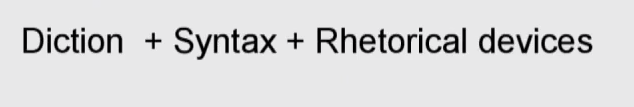 Diction + Syntax + Rhetorical devices